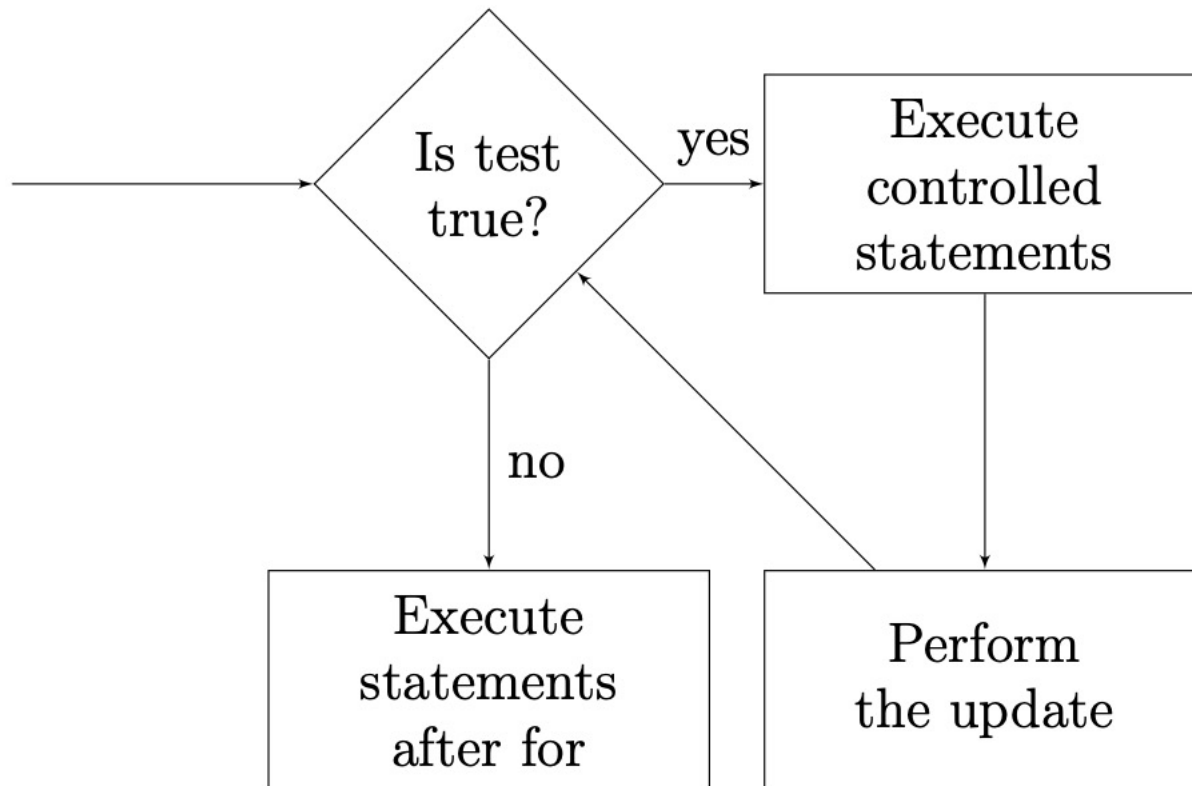 Is test
true?
yes
Execute
controlled
statements
no
Execute
statements
after for
Perform
the update